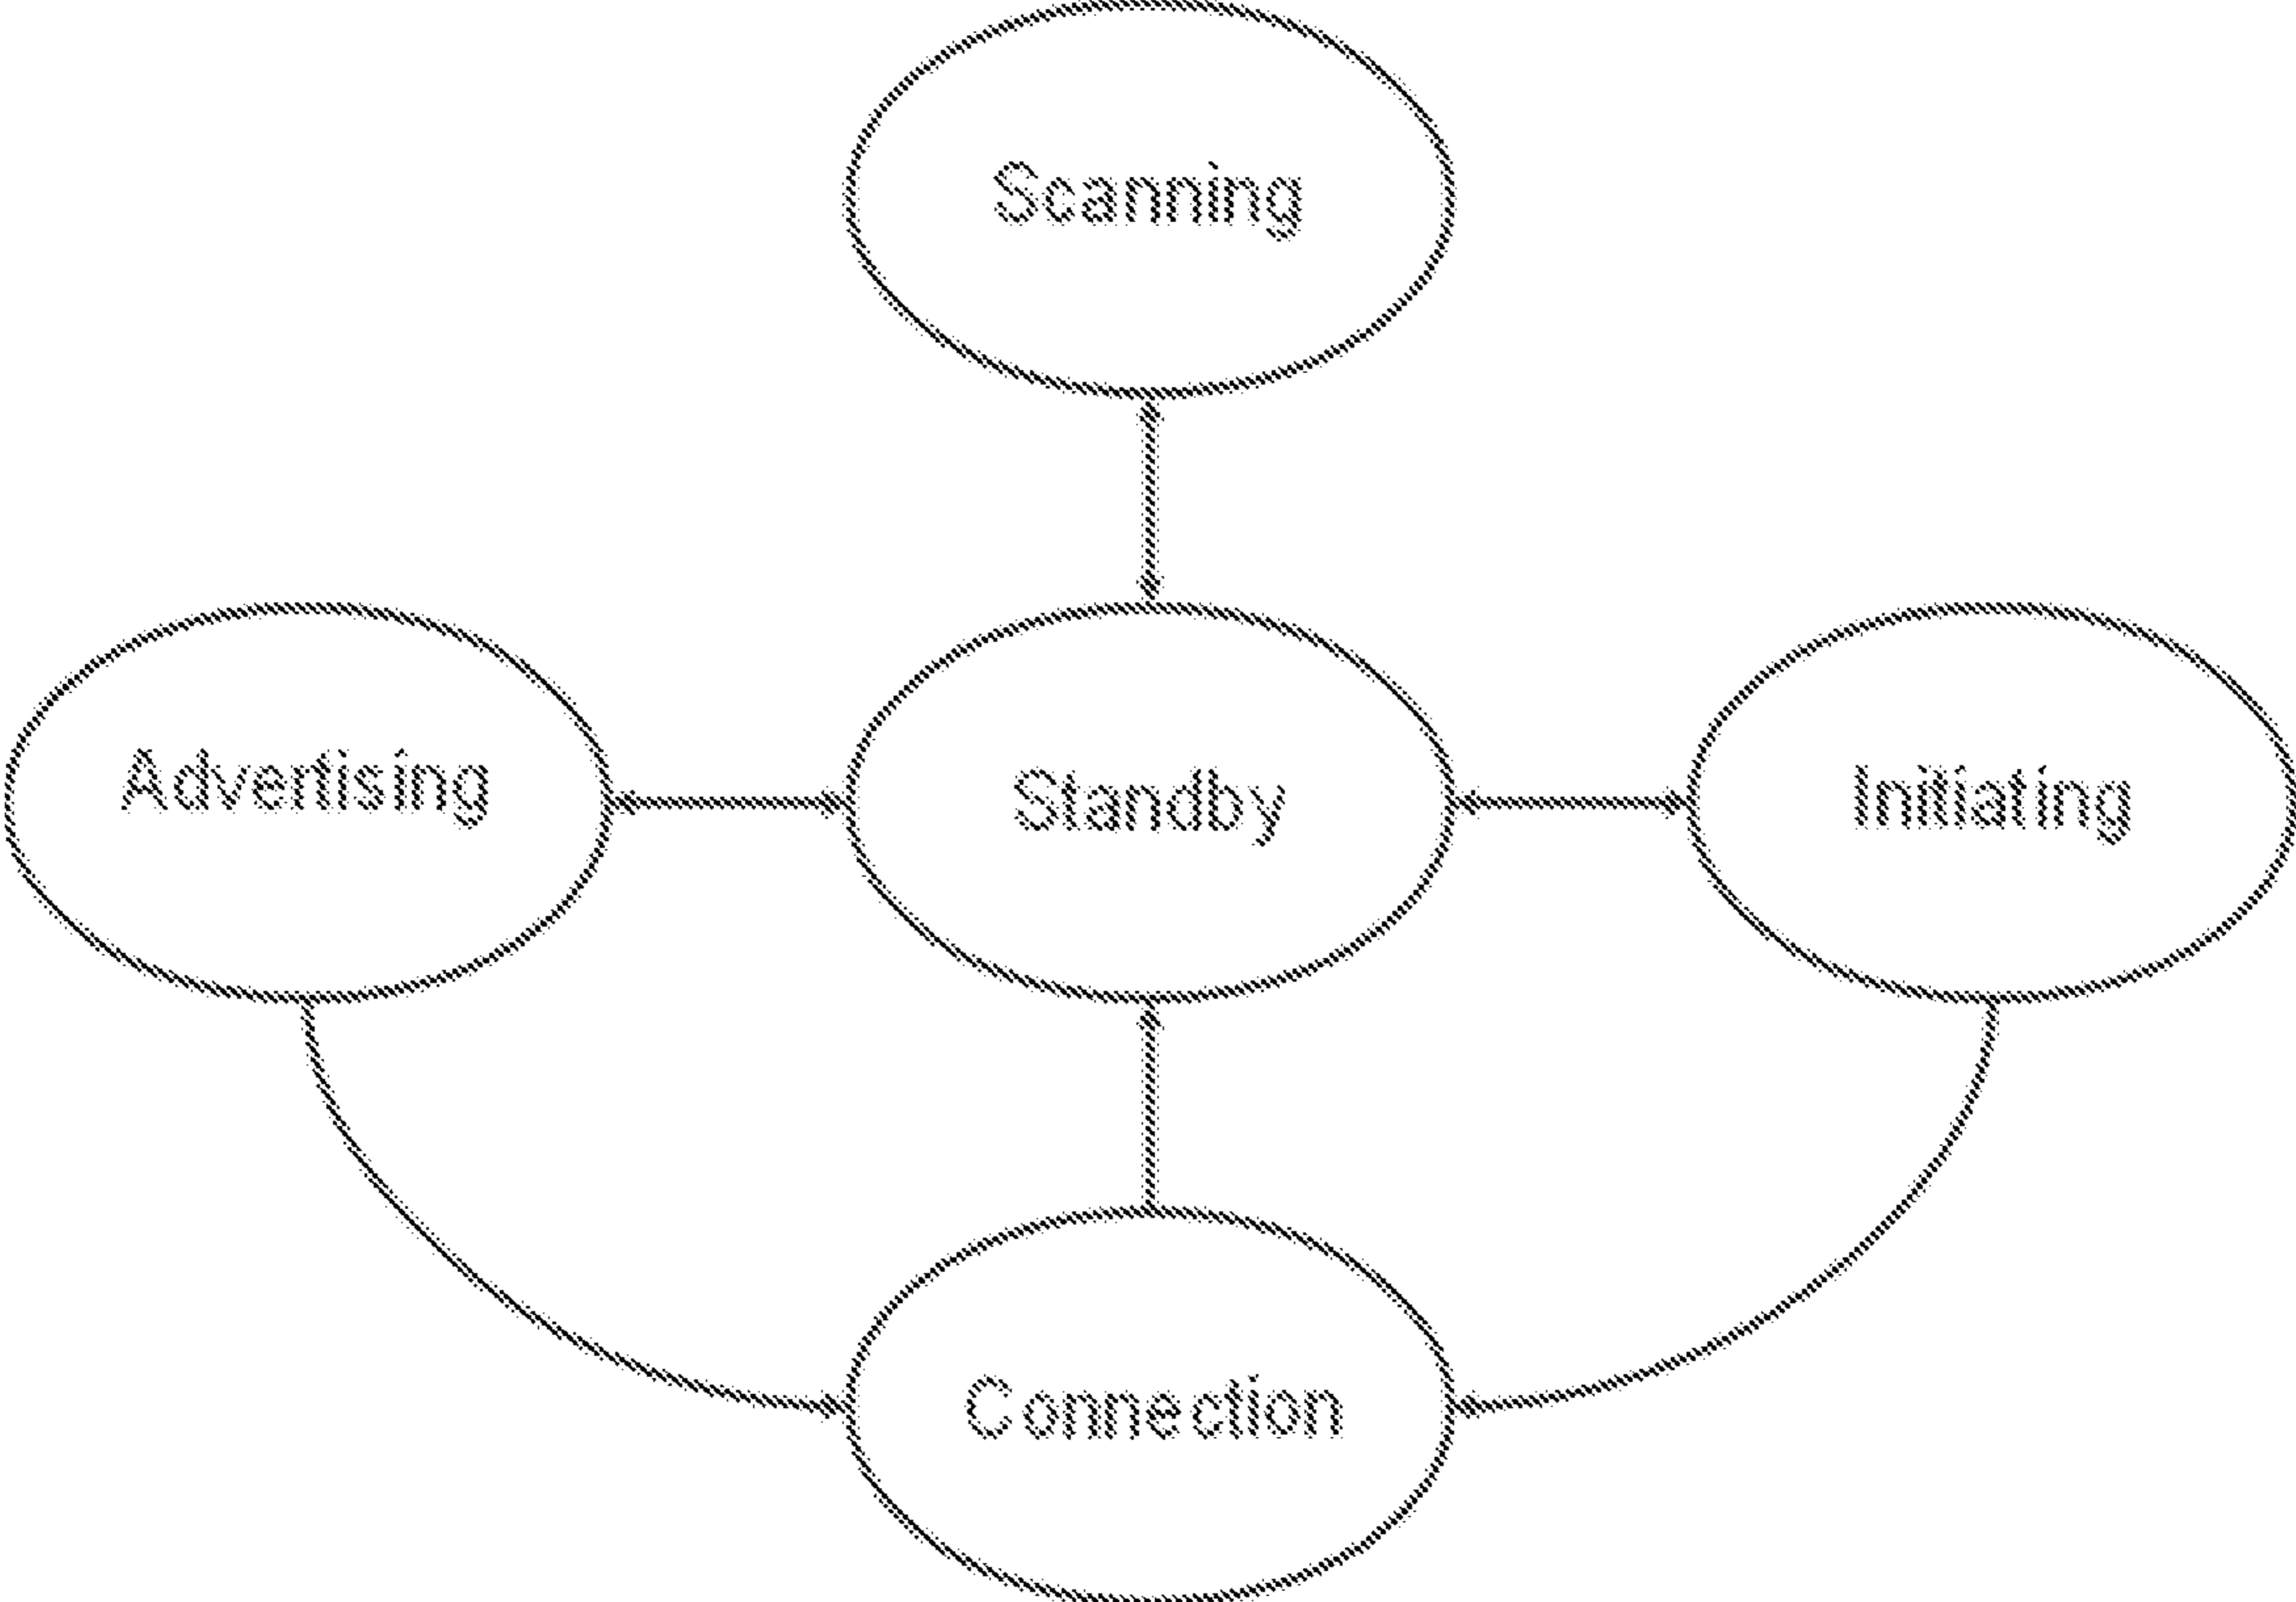 Scanning
Advertising
Standby
Initiating
Connection